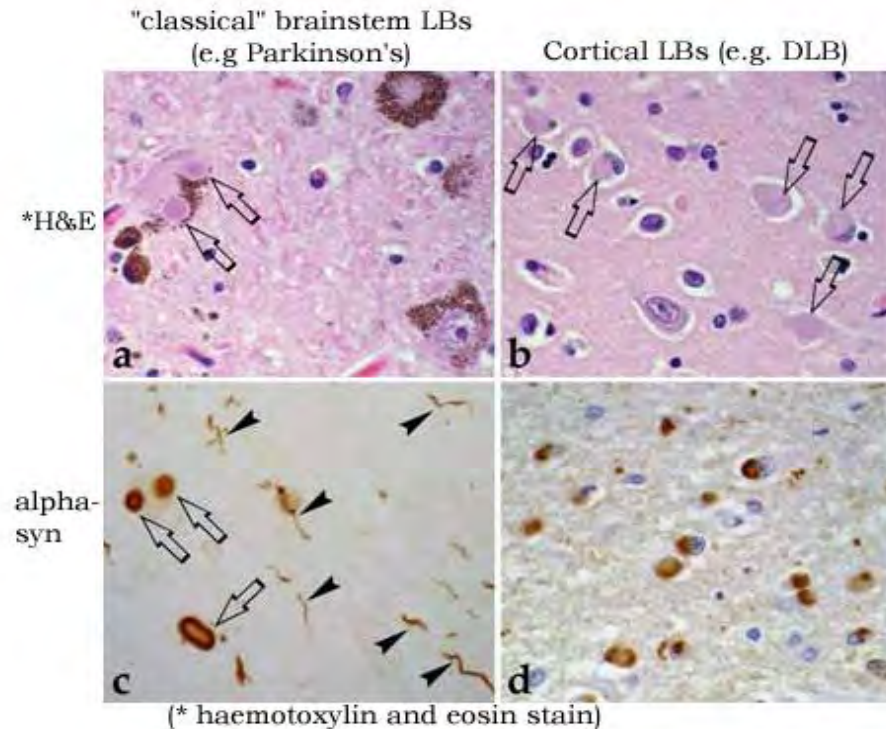 "classical" brainstem LBs
(e.g Parkinson's)
Cortical LBs (e.g. DLB)
*H&E
a
b
alpha-
syn
c
d
(* haemotoxylin and eosin stain)